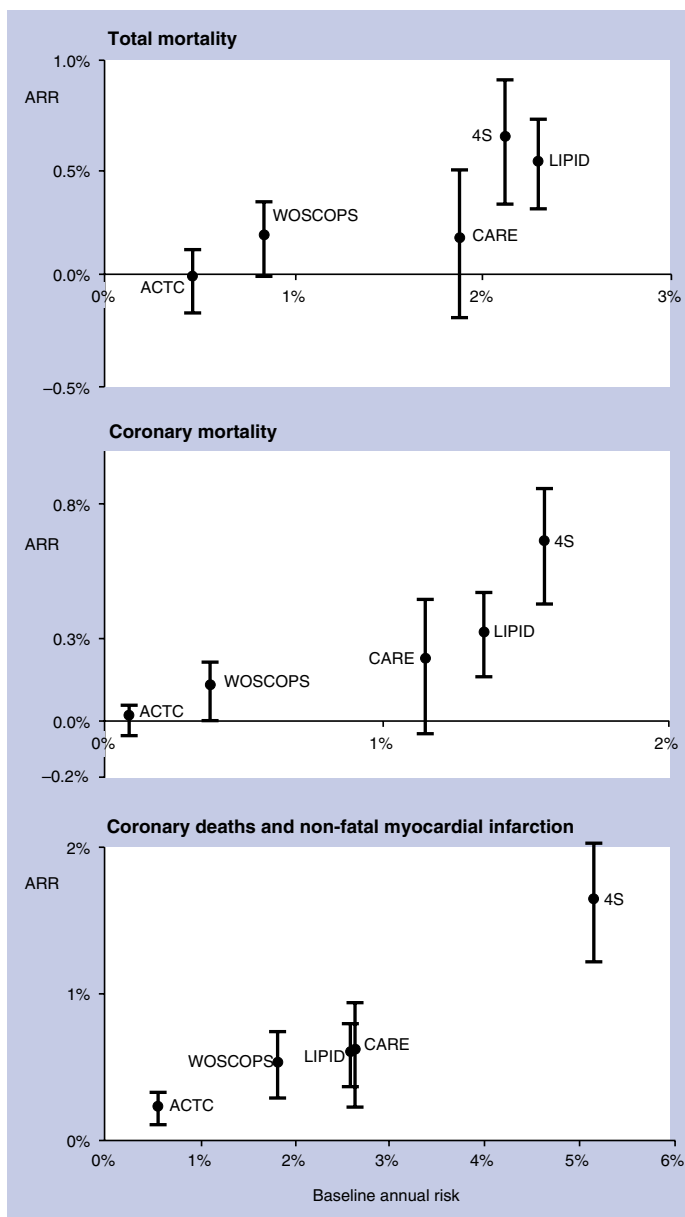 Total mortality
1.0%
ARR
4S
LIPID
0.5%
WOSCOPS
CARE
0.0%
ACTC
0%
1%
2%
3%
–0.5%
Coronary mortality
0.8%
ARR
4S
0.3%
LIPID
CARE
WOSCOPS
ACTC
0.0%
0%
1%
2%
–0.2%
Coronary deaths and non-fatal myocardial infarction
2%
ARR
4S
1%
WOSCOPS
LIPID
CARE
ACTC
0%
0%
1%
2%
3%
4%
5%
6%
Baseline annual risk